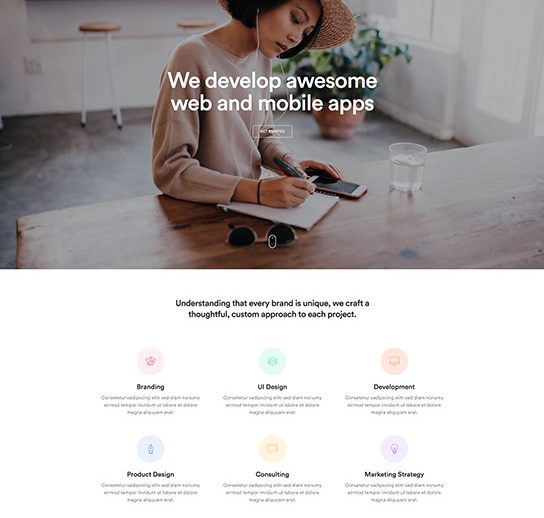 We develop awesome
web and mobile apps
GET STARTED
Understanding that every brand is unique, we craft a
thoughtful, custom approach to each project.
Branding
UI Design
Development
Consetetur sadipscing elitr sed diam nonumy
eirmod tempor invidunt ut labore et dolore
magna aliquyam erat.
Consetetur sadipscing elitr sed diam nonumy
eirmod tempor invidunt ut labore et dolore
magna aliquyam erat.
Consetetur sadipscing elitr sed diam nonumy
eirmod tempor invidunt ut labore et dolore
magna aliquyam erat.
Product Design
Consulting
Marketing Strategy
Consetetur sadipscing elitr sed diam nonumy
eirmod tempor invidunt ut labore et dolore
magna aliquyam erat.
Consetetur sadipscing elitr sed diam nonumy
eirmod tempor invidunt ut labore et dolore
magna aliquyam erat.
Consetetur sadipscing elitr sed diam nonumy
eirmod tempor invidunt ut labore et dolore
magna aliquyam erat.